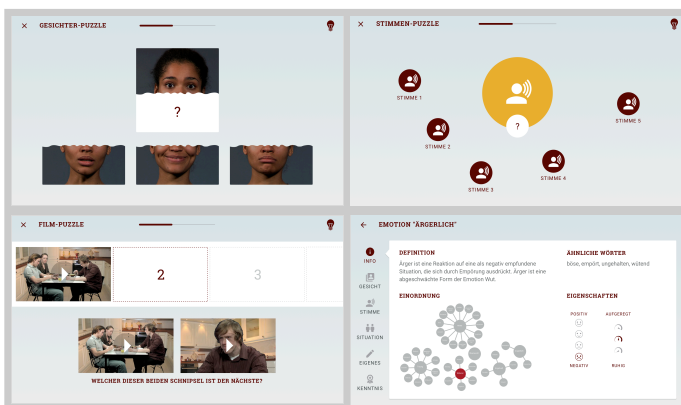 GESICHTER-PUZZLE
?
STIMMEN-PUZZLE
STIMME 1
STIMME 2
STIMME 3
STIMME 4
STIMME 5
?
FILM-PUZZLE
2
3
WELCHER DIESER BEIDEN SCHNIPSEL IST DER NÄCHSTE?
EMOTION "ÄRGERLICH"
INFO
GESICHT
STIMME
SITUATION
EIGENES
KENNTNIS
DEFINITION
Ärger ist eine Reaktion auf eine als negativ empfundene
Situation, die sich durch Empörung ausdrückt. Ärger ist eine
abgeschwächte Form der Emotion Wut.
EINORDNUNG
ÄHNLICHE WÖRTER
böse, empört, ungehalten, wütend
EIGENSCHAFTEN
POSITIV
AUFGEREGT
NEGATIV
RUHIG